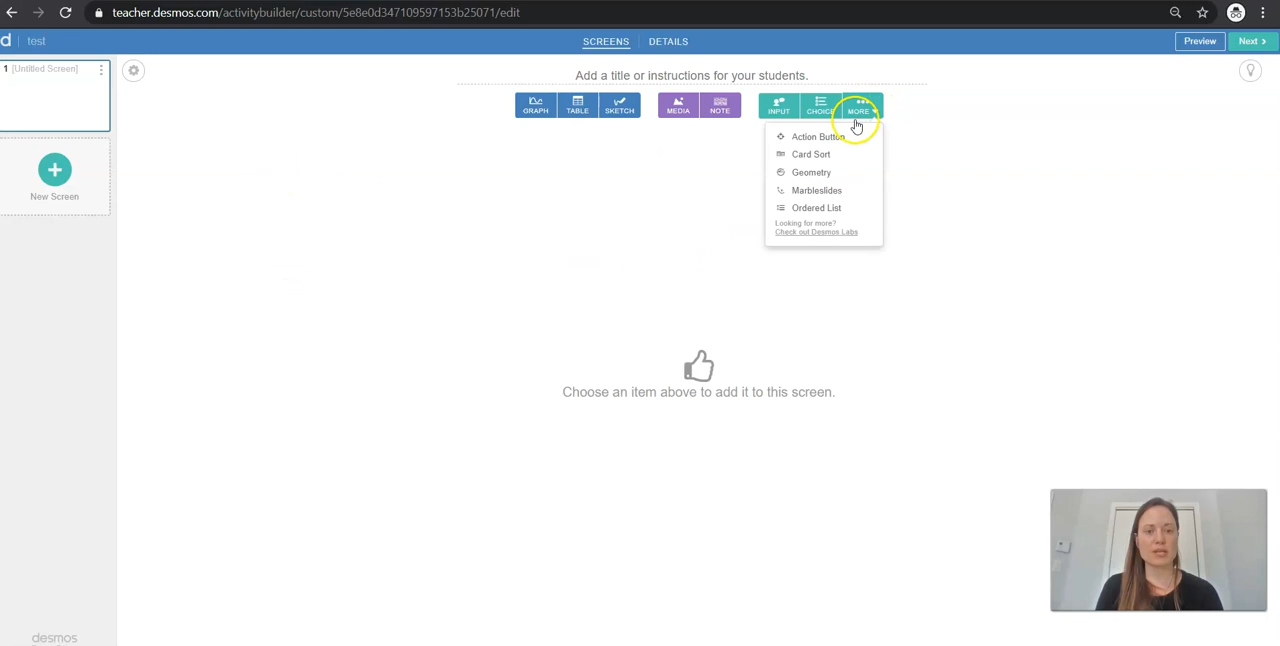 teacher.desmos.com/activitybuilder/custom/5e8e0d347109597153b25071/edit
d test
SCREENS DETAILS
Preview Next >
1 [Untitled Screen]
Add a title or instructions for your students.
GRAPH TABLE SKETCH MEDIA NOTE INPUT CHOICE MORE
Action Button
Card Sort
Geometry
Marbleslides
Ordered List
Looking for more?
Check out Desmos Labs
New Screen
Choose an item above to add it to this screen.
desmos